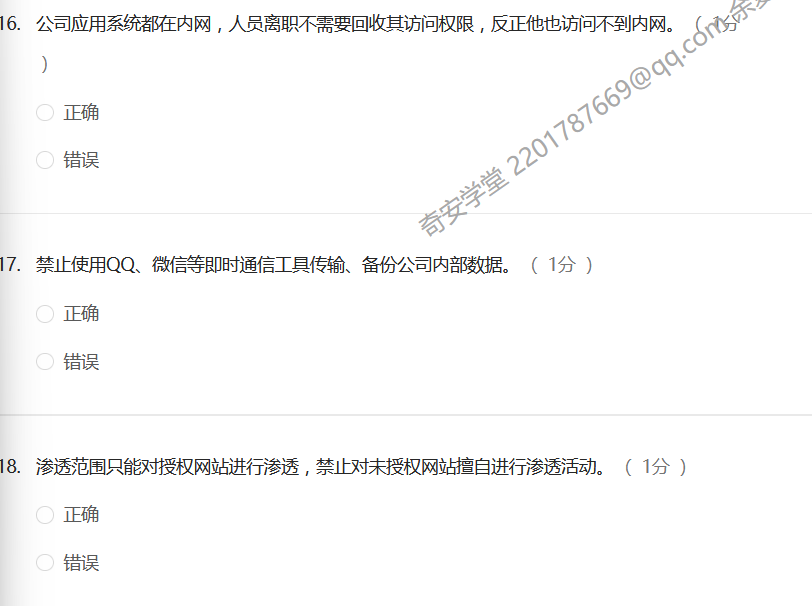 16. 公司应用系统都在内网，人员离职不需要回收其访问权限，反正他也访问不到内网。（ 1分
）
正确
错误
奇安学堂 2201787669@qq.com
17. 禁止使用QQ、微信等即时通信工具传输、备份公司内部数据。（ 1分 ）
正确
错误
18. 渗透范围只能对授权网站进行渗透，禁止对未授权网站擅自进行渗透活动。（ 1分 ）
正确
错误